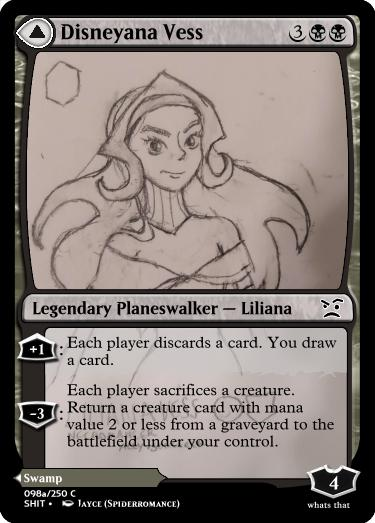 Disneyana Vess 3
Legendary Planeswalker — Liliana
+1: Each player discards a card. You draw
a card.
Each player sacrifices a creature.
-3: Return a creature card with mana
value 2 or less from a graveyard to the
battlefield under your control.
Swamp
4
098a/250 C
SHIT • Jayce (Spiderromance)
whats that